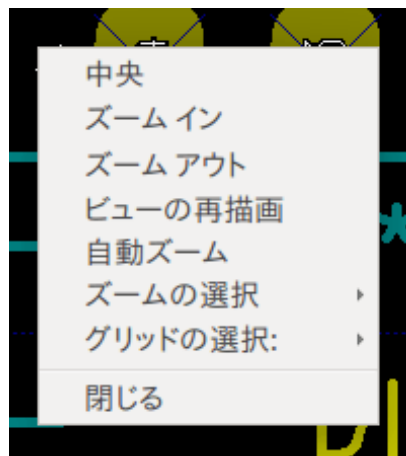 中央
ズーム イン
ズーム アウト
ビューの再描画
自動ズーム
ズームの選択
グリッドの選択:
閉じる